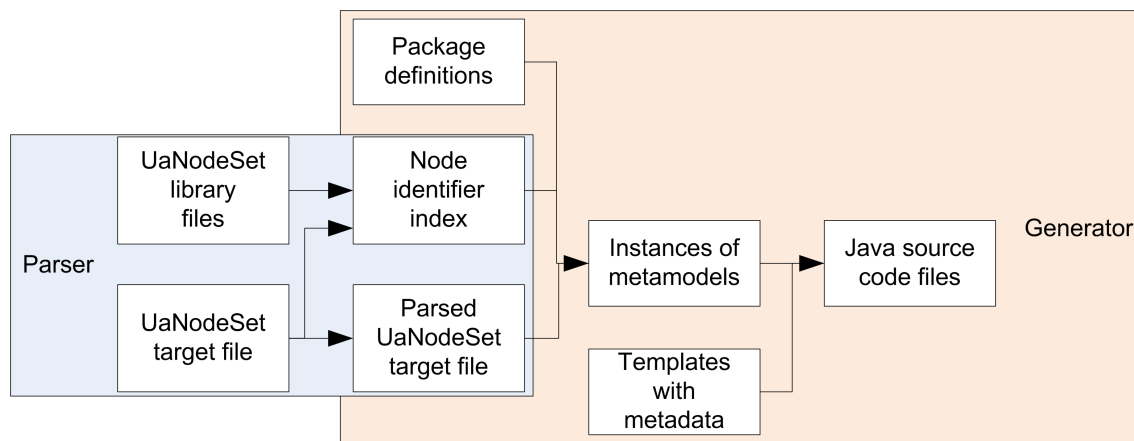 Package
definitions
UaNodeSet
library
files
Node
identifier
index
Parser
UaNodeSet
target file
Parsed
UaNodeSet
target file
Instances of
metamodels
Templates
with
metadata
Java source
code files
Generator